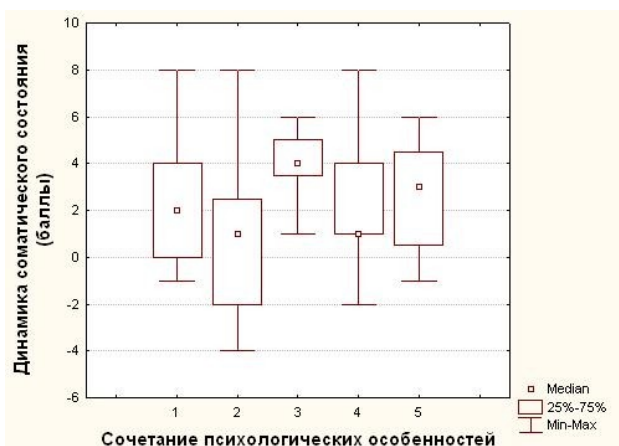 Динамика соматического состояния
(баллы)
10
8
6
4
2
0
-2
-4
-6
1 2 3 4 5
Сочетание психологических особенностей
Median
25%-75%
Min-Max